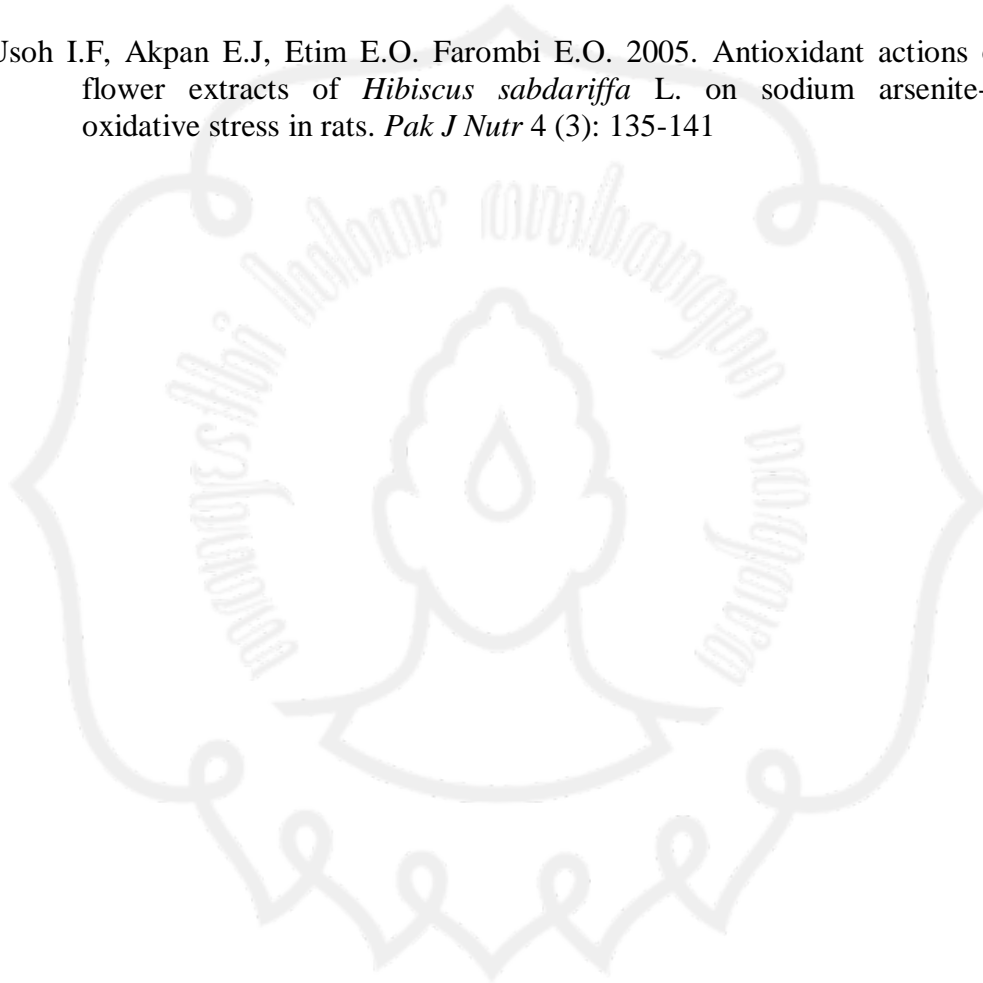 Usoh I.F, Akpan E.J, Etim E.O. Farombi E.O. 2005. Antioxidant actions
flower extracts of Hibiscus sabdariffa L. on sodium arsenite-
oxidative stress in rats. Pak J Nutr 4 (3): 135-141